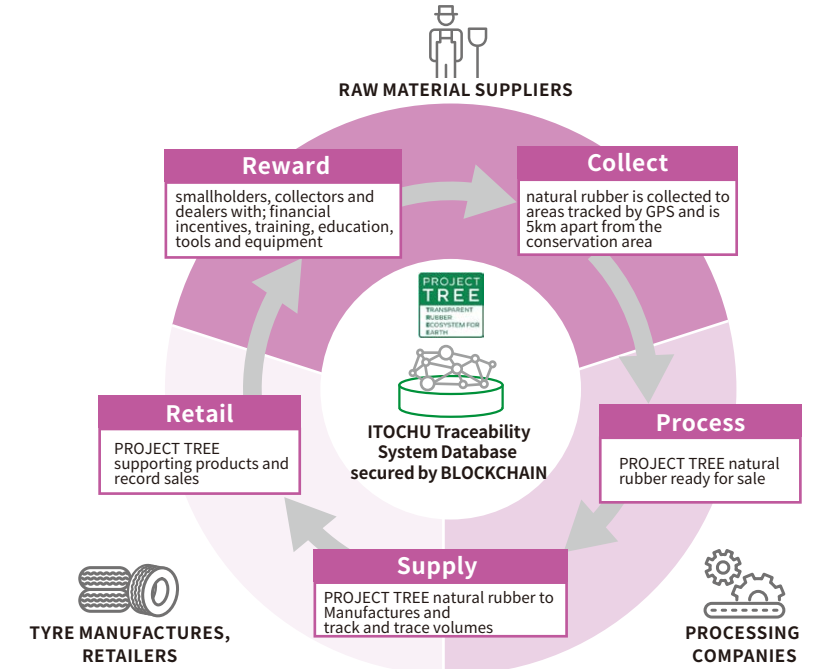 RAW MATERIAL SUPPLIERS
Reward
smallholders, collectors and
dealers with; financial
incentives, training, education,
tools and equipment
Collect
natural rubber is collected to
areas tracked by GPS and is
5km apart from the
conservation area
PROJECT
TREE
TRANSPARENT
RUBBER
ECOSYSTEM FOR
EARTH
ITOCHU Traceability
System Database
secured by BLOCKCHAIN
Retail
PROJECT TREE
supporting products and
record sales
Process
PROJECT TREE natural
rubber ready for sale
Supply
PROJECT TREE natural rubber to
Manufactures and
track and trace volumes
TYRE MANUFACTURES,
RETAILERS
PROCESSING
COMPANIES